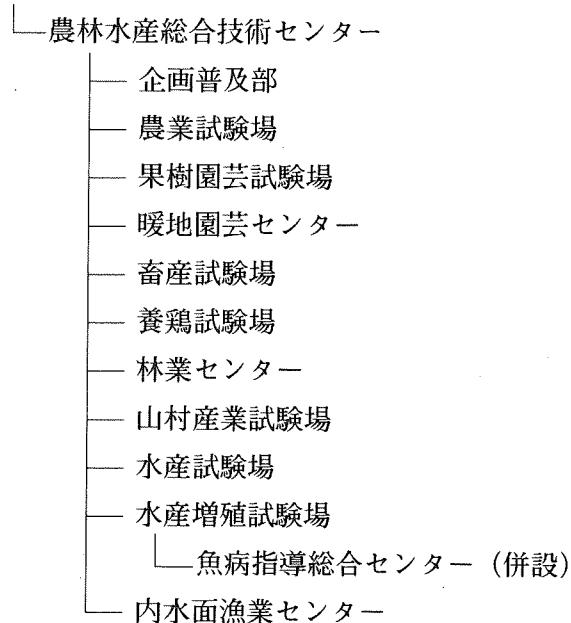 農林水産総合技術センター
企画普及部
農業試験場
果樹園芸試験場
暖地園芸センター
畜産試験場
養鶏試験場
林業センター
山村産業試験場
水産試験場
水産増殖試験場
魚病指導総合センター（併設）
内水面漁業センター